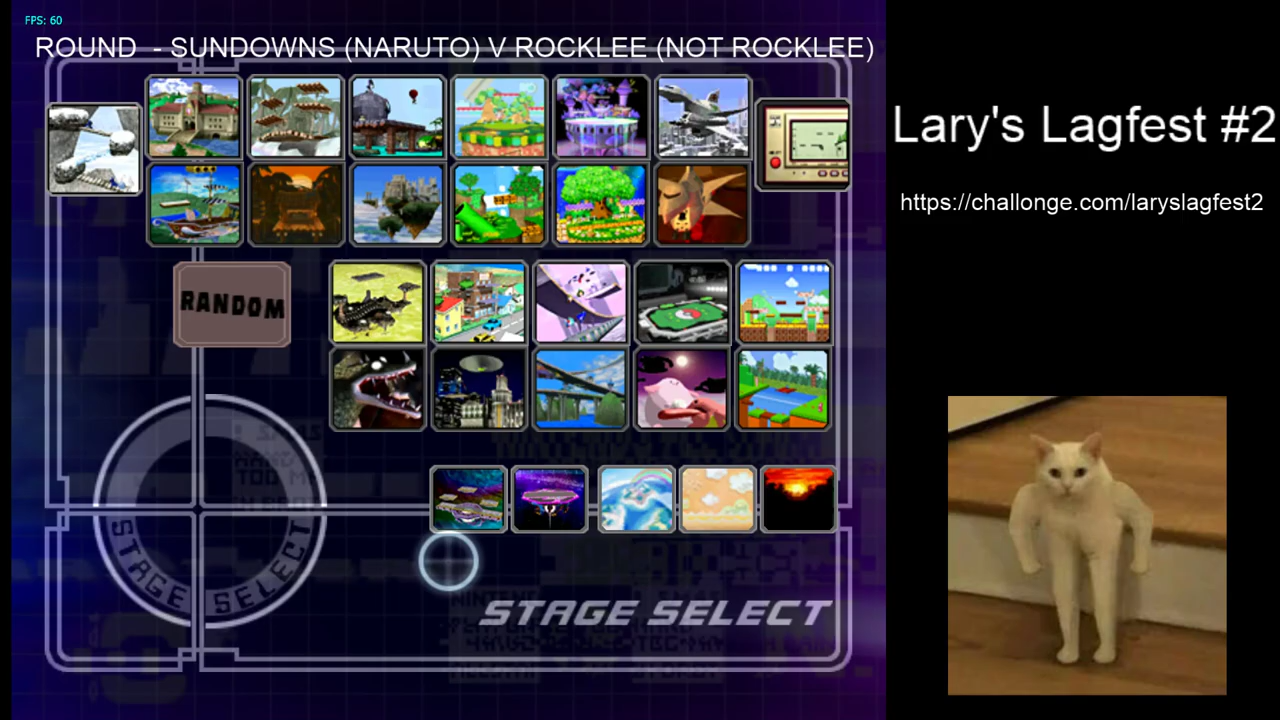 FPS: 60
ROUND  - SUNDOWNS (NARUTO) V ROCKLEE (NOT ROCKLEE)
Lary's Lagfest #2
https://challonge.com/laryslagfest2
RANDOM
STAGE SELECT
STAGE SELECT